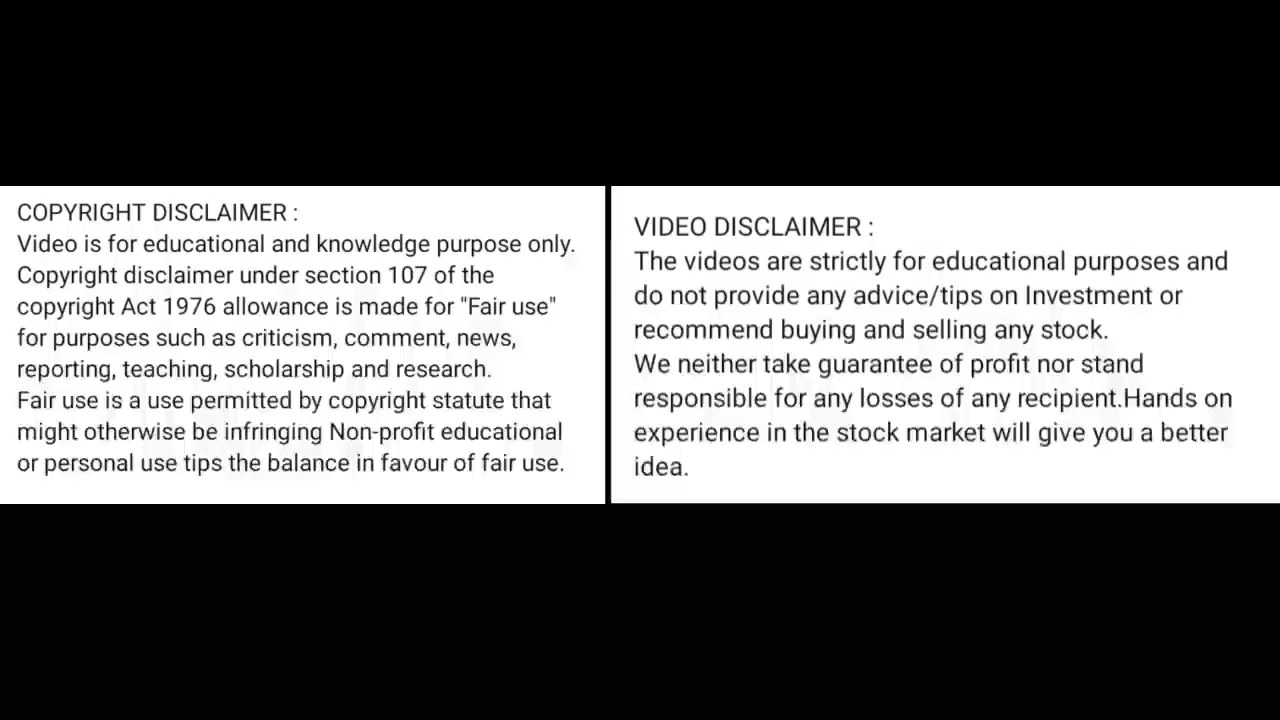 COPYRIGHT DISCLAIMER :
Video is for educational and knowledge purpose only.
Copyright disclaimer under section 107 of the
copyright Act 1976 allowance is made for "Fair use"
for purposes such as criticism, comment, news,
reporting, teaching, scholarship and research.
Fair use is a use permitted by copyright statute that
might otherwise be infringing Non-profit educational
or personal use tips the balance in favour of fair use.
VIDEO DISCLAIMER :
The videos are strictly for educational purposes and
do not provide any advice/tips on Investment or
recommend buying and selling any stock.
We neither take guarantee of profit nor stand
responsible for any losses of any recipient.Hands on
experience in the stock market will give you a better
idea.